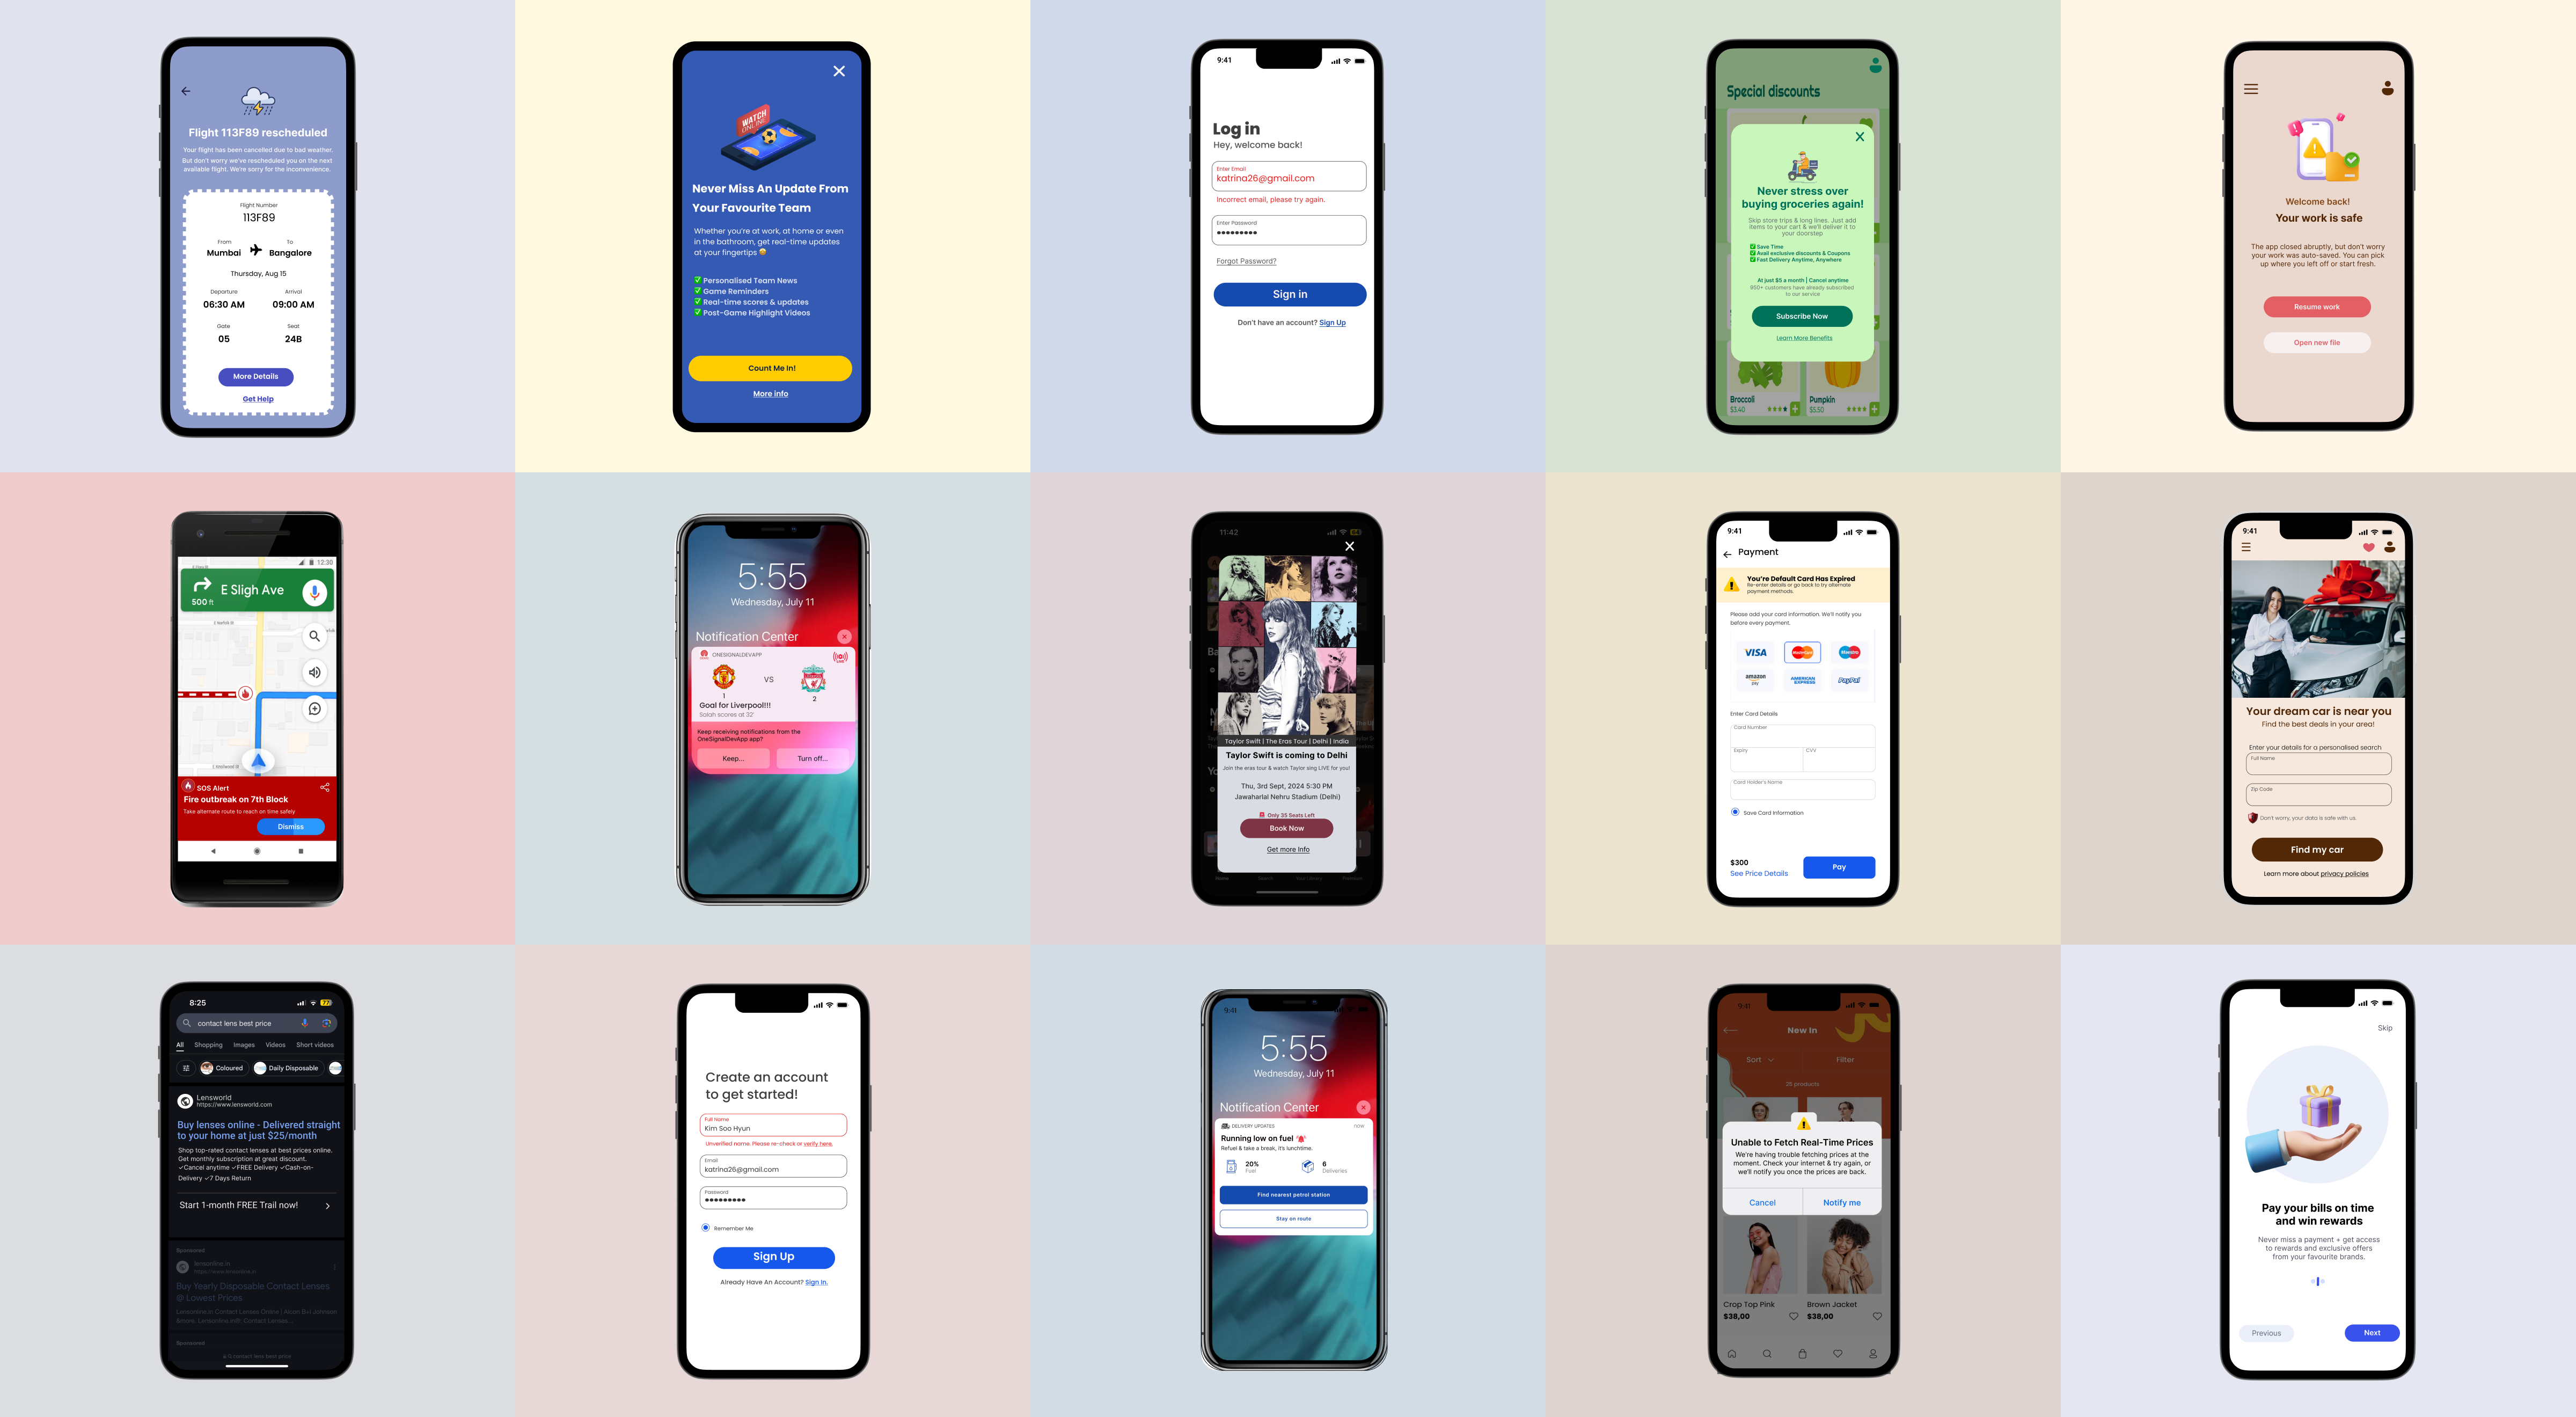 Flight 113F89 rescheduled
Your flight has been cancelled due to bad weather.
But don't worry we've rescheduled you on the next
available flight. We're sorry for the inconvenience.
Flight Number
113F89
From
To
Mumbai
Bangalore
Thursday, Aug 15
Departure
Arrival
06:30 AM
09:00 AM
Gate
Seat
05
24B
More Details
Get Help
WATCH
ONLINE
Never Miss An Update From
Your Favourite Team
Whether you're at work, at home or even
in the bathroom, get real-time updates
at your fingertips 🤩
✅ Personalised Team News
✅ Game Reminders
✅ Real-time scores & updates
✅ Post-Game Highlight Videos
Count Me In!
More info
9:41
Log in
Hey, welcome back!
Enter Email
katrina26@gmail.com
Incorrect email, please try again.
Enter Password
•••••••••
Forgot Password?
Sign in
Don't have an account? Sign Up
Special discounts
Never stress over
buying groceries again!
Skip store trips & long lines. Just add
items to your cart & we'll deliver it to
your doorstep
✅ Save Time
✅ Avail exclusive discounts & Coupons
✅ Fast Delivery Anytime, Anywhere
At just $5 a month | Cancel anytime
950+ customers have already subscribed
to our service
Subscribe Now
Learn More Benefits
Broccoli
$3.40
Pumpkin
$5.50
Welcome back!
Your work is safe
The app closed abruptly, but don't worry
your work was auto-saved. You can pick
up where you left off or start fresh.
Resume work
Open new file
12:30
E Sligh Ave
500 ft
SOS Alert
Fire outbreak on 7th Block
Take alternate route to reach on time safely
Dismiss
5:55
Wednesday, July 11
Notification Center
ONESIGNALDEVAPP
VS
1
2
Goal for Liverpool!!!
Salah scores at 32'
Keep receiving notifications from the
OneSignalDevApp app?
Keep...
Turn off...
11:42
Taylor Swift | The Eras Tour | Delhi | India
Taylor Swift is coming to Delhi
Join the eras tour & watch Taylor sing LIVE for you!
Thu, 3rd Sept, 2024 5:30 PM
Jawaharlal Nehru Stadium (Delhi)
Only 35 Seats Left
Book Now
Get more Info
Home
Search
Your Library
Premium
9:41
Payment
You're Default Card Has Expired
Re-enter details or go back to try alternate
payment methods.
Please add your card information. We'll notify you
before every payment.
VISA
MasterCard
Maestro
amazon
pay
AMERICAN
EXPRESS
PayPal
Enter Card Details
Card Number
Expiry
CVV
Card Holder's Name
Save Card Information
$300
See Price Details
Pay
9:41
Your dream car is near you
Find the best deals in your area!
Enter your details for a personalised search
Full Name
Zip Code
Don't worry, your data is safe with us.
Find my car
Learn more about privacy policies
8:25
77
contact lens best price
All
Shopping
Images
Videos
Short videos
Coloured
Daily Disposable
Lensworld
https://www.lensworld.com
Buy lenses online - Delivered straight
to your home at just $25/month
Shop top-rated contact lenses at best prices online.
Get monthly subscription at great discount.
✓Cancel anytime ✓FREE Delivery ✓Cash-on-
Delivery ✓7 Days Return
Start 1-month FREE Trail now!
Sponsored
lensonline.in
https://www.lensonline.in
Buy Yearly Disposable Contact Lenses
@ Lowest Prices
Sponsored
contact lens best price
Create an account
to get started!
Full Name
Kim Soo Hyun
Unverified name. Please re-check or verify here.
Email
katrina26@gmail.com
Password
•••••••••
Remember Me
Sign Up
Already Have An Account? Sign In.
9:41
5:55
Wednesday, July 11
Notification Center
DELIVERY UPDATES
now
Running low on fuel 🚨
Refuel & take a break, it's lunchtime.
20%
Fuel
6
Deliveries
Find nearest petrol station
Stay on route
9:41
New In
Sort
Filter
25 products
Unable to Fetch Real-Time Prices
We're having trouble fetching prices at the
moment. Check your internet & try again, or
we'll notify you once the prices are back.
Cancel
Notify me
Crop Top Pink
$38,00
Brown Jacket
$38,00
Skip
Pay your bills on time
and win rewards
Never miss a payment + get access
to rewards and exclusive offers
from your favourite brands.
Previous
Next